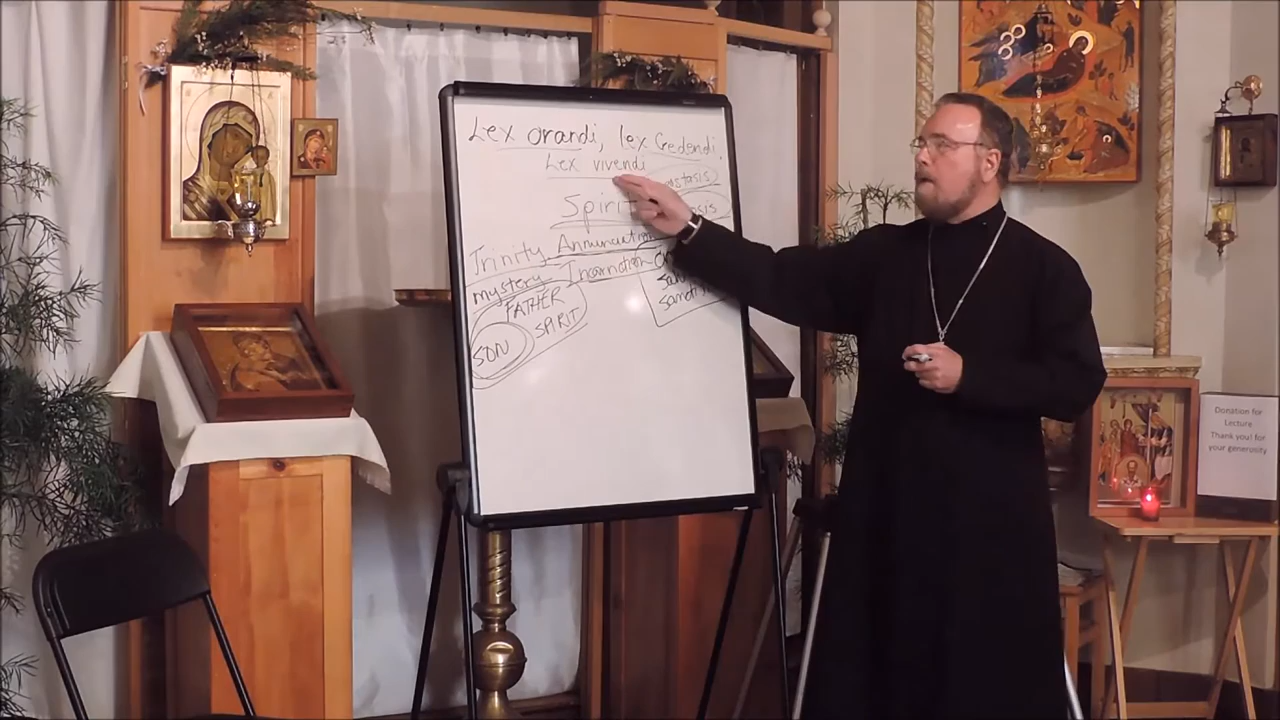 Lex orandi, lex Credendi,
Lex vivendi
Spirit
Trinity Annunciation
mystery Incarnation
FATHER
SON SPIRIT
Donation for
Lecture
Thank you! for
your generosity